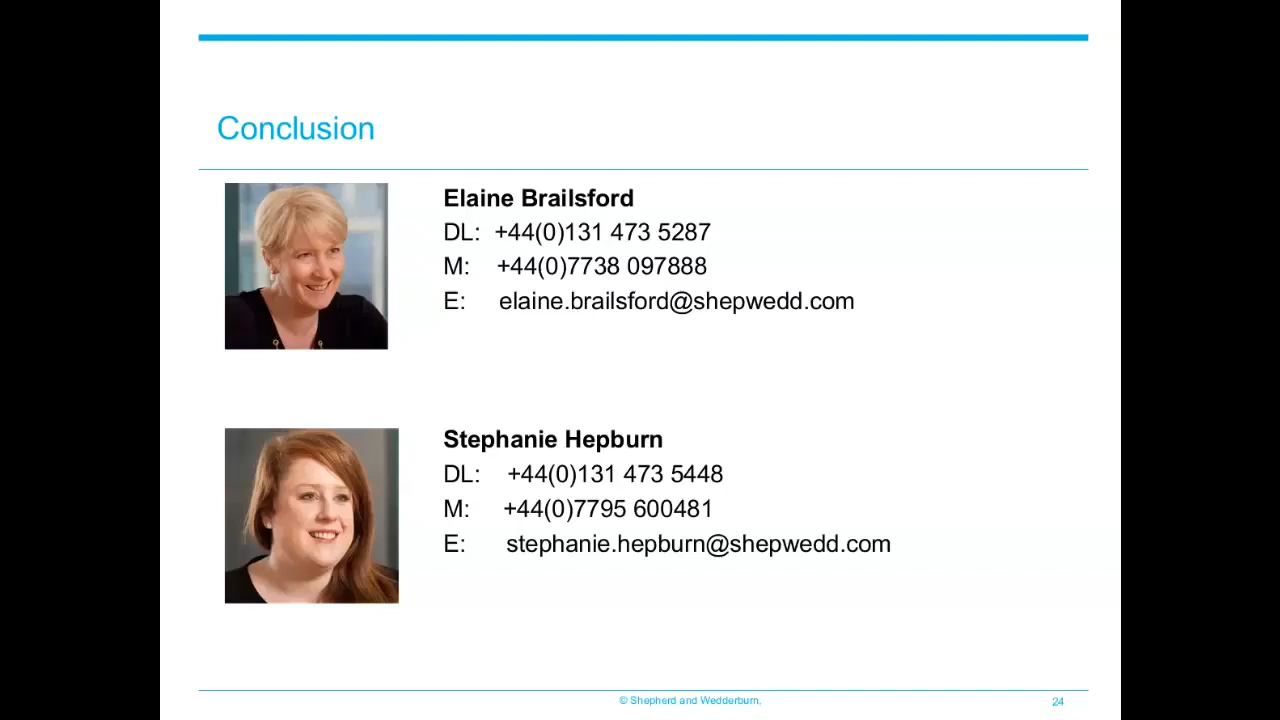 Conclusion
Elaine Brailsford
DL: +44(0)131 473 5287
M: +44(0)7738 097888
E: elaine.brailsford@shepwedd.com
Stephanie Hepburn
DL: +44(0)131 473 5448
M: +44(0)7795 600481
E: stephanie.hepburn@shepwedd.com
© Shepherd and Wedderburn,
24